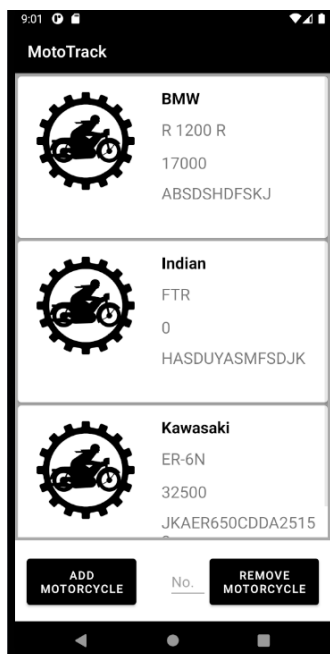 9:01
MotoTrack
BMW
R 1200 R
17000
ABSDSHDFSKJ
Indian
FTR
0
HASDUYASMFSDJK
Kawasaki
ER-6N
32500
JKAER650CDDA2515
ADD
MOTORCYCLE
No.
REMOVE
MOTORCYCLE